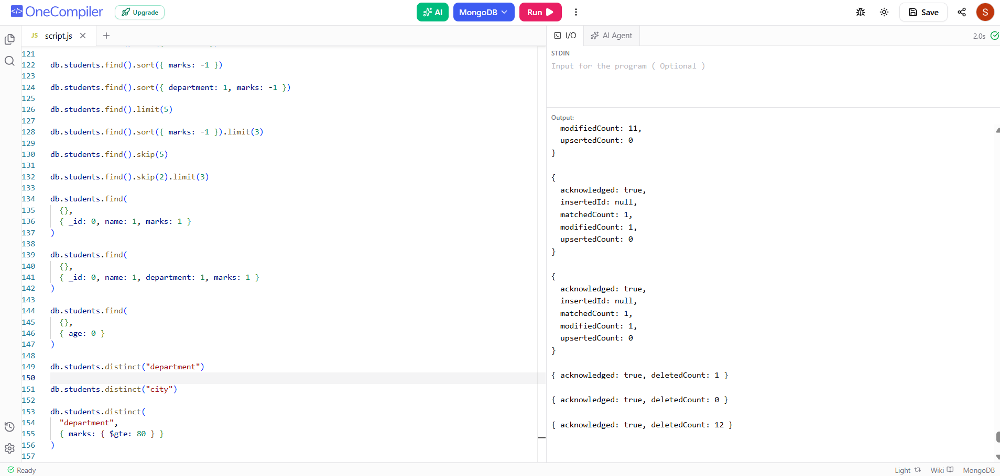 OneCompiler
Upgrade
AI
MongoDB
Run
Save
S
JS script.js
I/O
AI Agent
2.0s
121
122 db.students.find().sort({ marks: -1 })
123
124 db.students.find().sort({ department: 1, marks: -1 })
125
126 db.students.find().limit(5)
127
128 db.students.find().sort({ marks: -1 }).limit(3)
129
130 db.students.find().skip(5)
131
132 db.students.find().skip(2).limit(3)
133
134 db.students.find(
135 {},
136 { _id: 0, name: 1, marks: 1 }
137 )
138
139 db.students.find(
140 {},
141 { _id: 0, name: 1, department: 1, marks: 1 }
142 )
143
144 db.students.find(
145 {},
146 { age: 0 }
147 )
148
149 db.students.distinct("department")
150
151 db.students.distinct("city")
152
153 db.students.distinct(
154 "department",
155 { marks: { $gte: 80 } }
156 )
157
STDIN
Input for the program ( Optional )
Output:
modifiedCount: 11,
upsertedCount: 0
}
{
acknowledged: true,
insertedId: null,
matchedCount: 1,
modifiedCount: 1,
upsertedCount: 0
}
{
acknowledged: true,
insertedId: null,
matchedCount: 1,
modifiedCount: 1,
upsertedCount: 0
}
{ acknowledged: true, deletedCount: 1 }
{ acknowledged: true, deletedCount: 0 }
{ acknowledged: true, deletedCount: 12 }
Ready
Light
Wiki
MongoDB